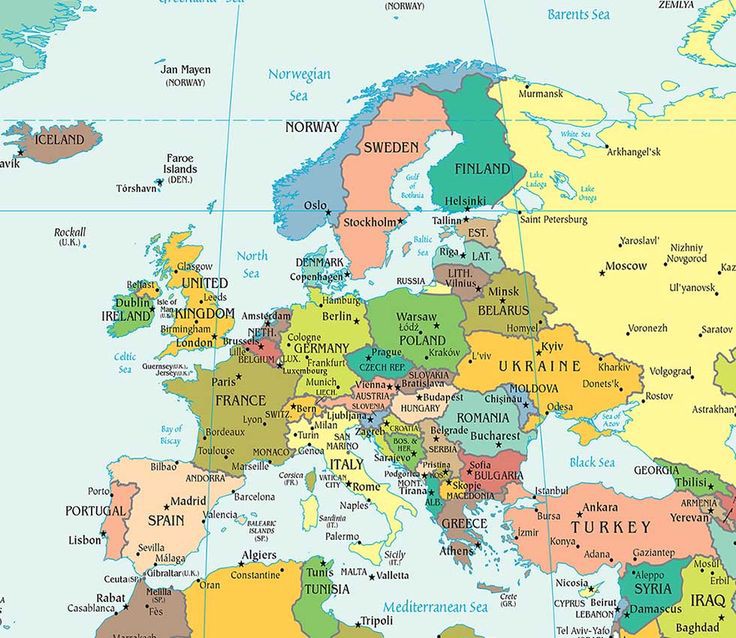 Greenland Sea
(NORWAY)
Barents Sea
ZEMLYA
Jan Mayen
(NORWAY)
Norwegian
Sea
Murmansk
NORWAY
White Sea
ICELAND
SWEDEN
Arkhangel'sk
Faroe
Islands
(DEN.)
Tórshavn
FINLAND
Gulf
of
Bothnia
Lake
Ladoga
Lake
Onega
Oslo
Helsinki
Stockholm
Tallinn
Saint Petersburg
Rockall
(U.K.)
North
Sea
Baltic
Sea
EST.
Riga
LAT.
Yaroslavl'
Nizhniy
Novgorod
Moscow
Ul'yanovsk
Glasgow
Belfast
UNITED
KINGDOM
Leeds
Isle of
Man
(U.K.)
Dublin
IRELAND
Birmingham
London
DENMARK
Copenhagen
LITH.
Vilnius
RUSSIA
Minsk
BELARUS
Homyel'
Voronezh
Saratov
Celtic
Sea
Amsterdam
NETH.
Hamburg
Berlin
Warsaw
Łódź
POLAND
Kraków
Brussels
Lille
BELGIUM
LUX.
Luxembourg
Cologne
GERMANY
Frankfurt
Prague
CZECH REP.
L'viv
Kyiv
UKRAINE
Kharkiv
Donets'k
Volgograd
Rostov
Astrakhan
Guernsey(U.K.)
Jersey(U.K.)
Paris
FRANCE
Munich
LIECH.
Vienna
AUSTRIA
SLOVAKIA
Bratislava
Budapest
HUNGARY
MOLDOVA
Chişinău
Odesa
Sea of
Azov
Bay of
Biscay
Lyon
SWITZ.
Bern
SLOVENIA
Ljubljana
Zagreb
CROATIA
ROMANIA
Bucharest
Bordeaux
Toulouse
Marseille
MONACO
Turin
Milan
Genoa
SAN
MARINO
BOS. &
HER.
Sarajevo
Belgrade
SERBIA
Black Sea
ANDORRA
Bilbao
Corsica
(FR.)
VATICAN
CITY
ITALY
Rome
Naples
Podgorica
MONT.
Pristina
KOS.
Sofia
BULGARIA
Skopje
MACEDONIA
Tirana
ALB.
GEORGIA
Tbilisi
ARMENIA
Yerevan
Porto
PORTUGAL
Lisbon
Madrid
SPAIN
Barcelona
Valencia
BALEARIC
ISLANDS
(SP.)
Sardinia
(IT.)
Palermo
Sicily
(IT.)
GREECE
Athens
Istanbul
Bursa
Ankara
TURKEY
İzmir
Konya
Adana
Gaziantep
Sevilla
Málaga
Gibraltar(U.K.)
Ceuta(SP.)
Melilla
(SP.)
Rabat
Casablanca
Fès
Marrakech
Oran
Algiers
Constantine
Tunis
TUNISIA
MALTA
Valletta
Tripoli
Mediterranean Sea
Crete
(GR.)
Nicosia
CYPRUS
LEBANON
Beirut
Aleppo
SYRIA
Damascus
Tel Aviv-Yafo
Mosul
Erbil
IRAQ
Baghdad